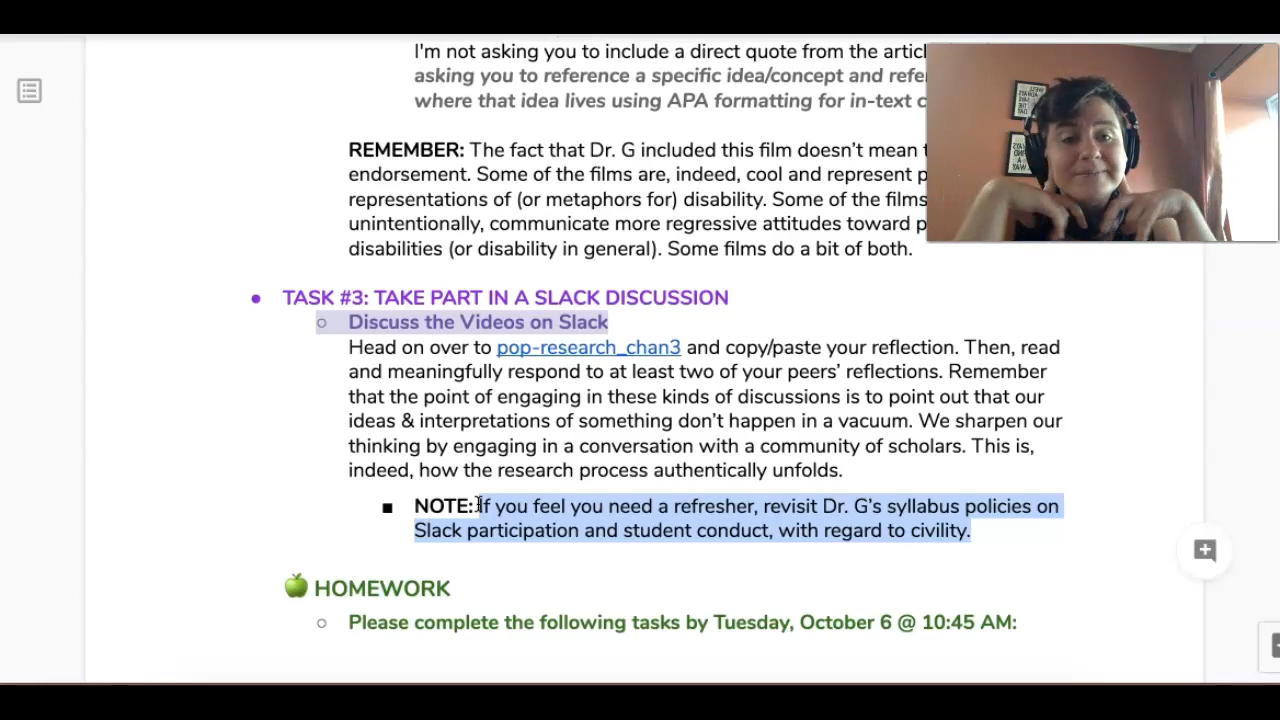 I'm not asking you to include a direct quote from the
asking you to reference a specific idea/concept and
where that idea lives using APA formatting for in-text
REMEMBER: The fact that Dr. G included this film doesn't mean
endorsement. Some of the films are, indeed, cool and represent
representations of (or metaphors for) disability. Some of the films
unintentionally, communicate more regressive attitudes toward
disabilities (or disability in general). Some films do a bit of both.
● TASK #3: TAKE PART IN A SLACK DISCUSSION
○ Discuss the Videos on Slack
Head on over to pop-research_chan3 and copy/paste your reflection. Then, read
and meaningfully respond to at least two of your peers' reflections. Remember
that the point of engaging in these kinds of discussions is to point out that our
ideas & interpretations of something don't happen in a vacuum. We sharpen our
thinking by engaging in a conversation with a community of scholars. This is,
indeed, how the research process authentically unfolds.
■ NOTE: If you feel you need a refresher, revisit Dr. G's syllabus policies on
Slack participation and student conduct, with regard to civility.
🍏 HOMEWORK
○ Please complete the following tasks by Tuesday, October 6 @ 10:45 AM: